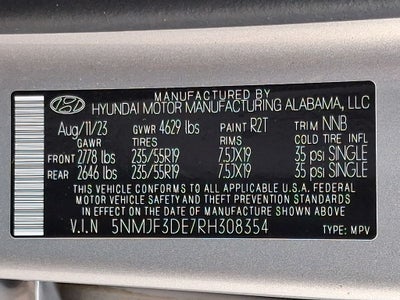 MANUFACTURED BY
HYUNDAI MOTOR MANUFACTURING ALABAMA, LLC
Aug/11/23 GVWR 4629 lbs PAINT R2T TRIM NNB
GAWR TIRES RIMS COLD TIRE INFL
FRONT 2778 lbs 235/55R19 7.5JX19 35 psi SINGLE
REAR 2646 lbs 235/55R19 7.5JX19 35 psi SINGLE
THIS VEHICLE CONFORMS TO ALL APPLICABLE U.S.A. FEDERAL
MOTOR VEHICLE SAFETY AND THEFT PREVENTION STANDARDS
IN EFFECT ON THE DATE OF MANUFACTURE SHOWN ABOVE.
V.I.N 5NMJF3DE7RH308354 TYPE: MPV